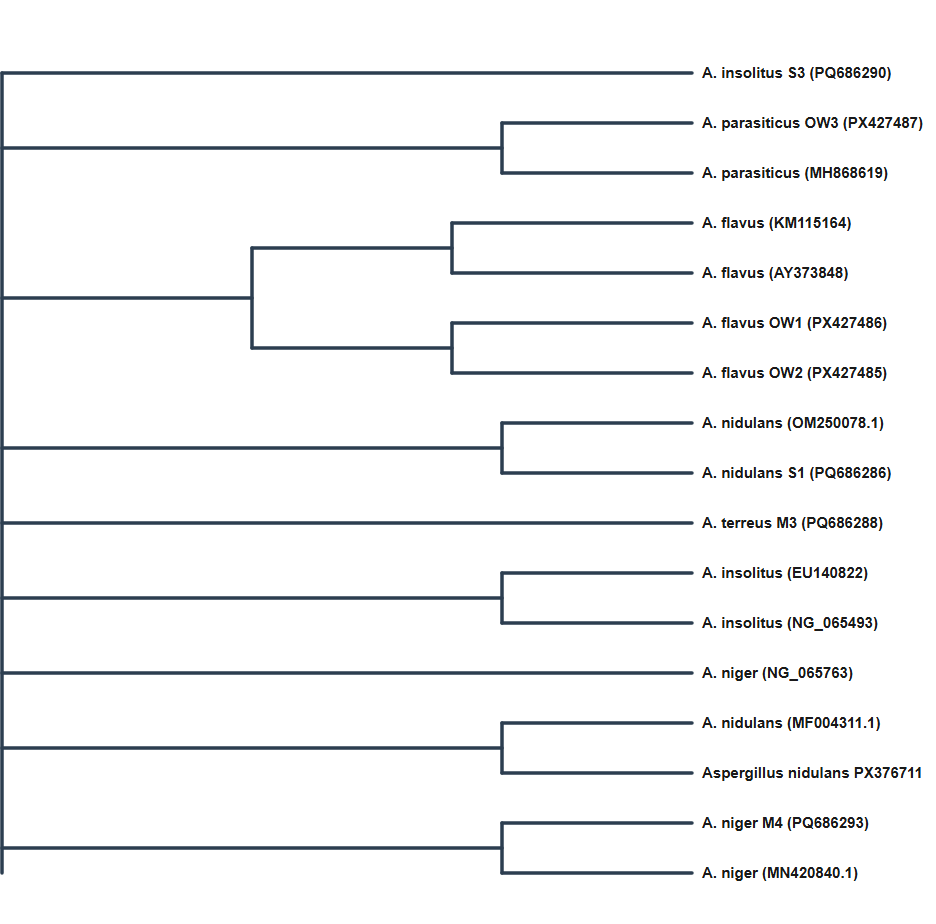 A. insolitus S3 (PQ686290)
A. parasiticus OW3 (PX427487)
A. parasiticus (MH868619)
A. flavus (KM115164)
A. flavus (AY373848)
A. flavus OW1 (PX427486)
A. flavus OW2 (PX427485)
A. nidulans (OM250078.1)
A. nidulans S1 (PQ686286)
A. terreus M3 (PQ686288)
A. insolitus (EU140822)
A. insolitus (NG_065493)
A. niger (NG_065763)
A. nidulans (MF004311.1)
Aspergillus nidulans PX376711
A. niger M4 (PQ686293)
A. niger (MN420840.1)